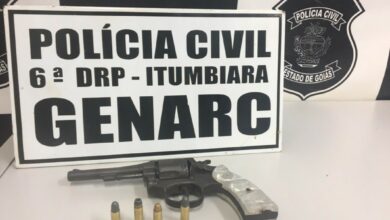 POLÍCIA CIVIL
6ª DRP - ITUMBIARA
GENARC
POLÍCIA CIVIL
ESTADO DE GOIÁS